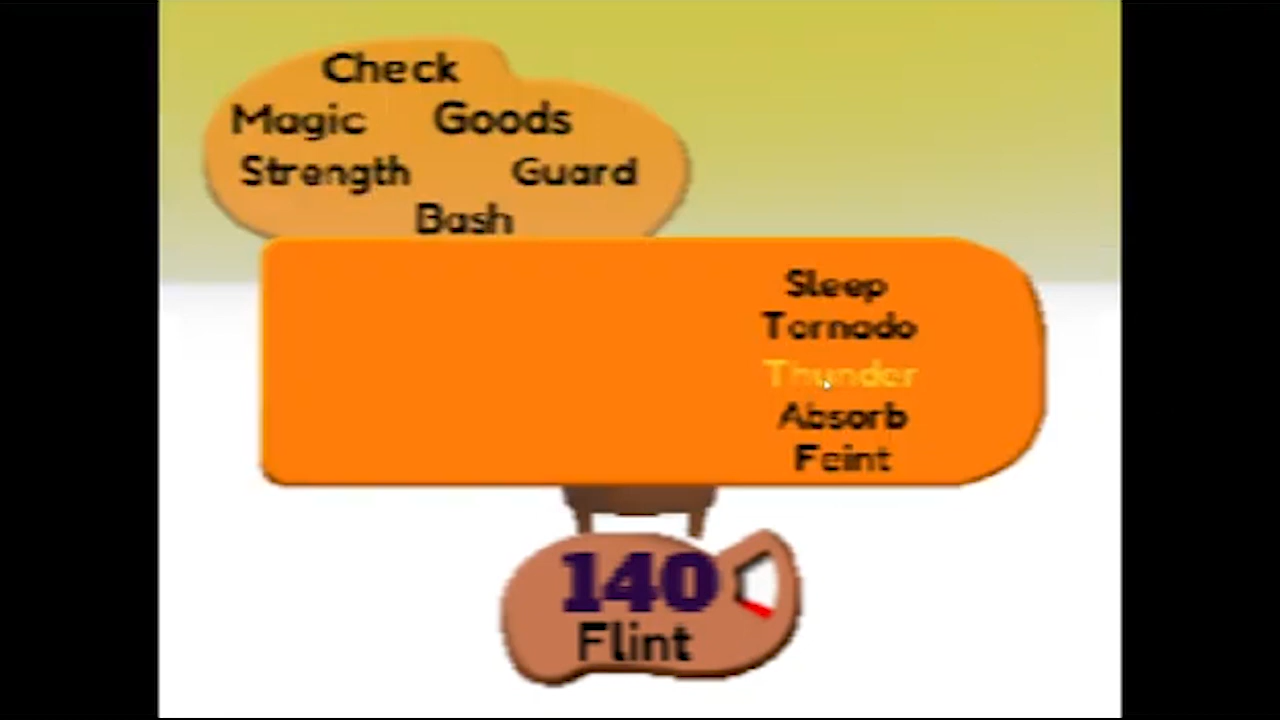 Check
Magic Goods
Strength Guard
Bash
Sleep
Tornado
Thunder
Absorb
Feint
140
Flint